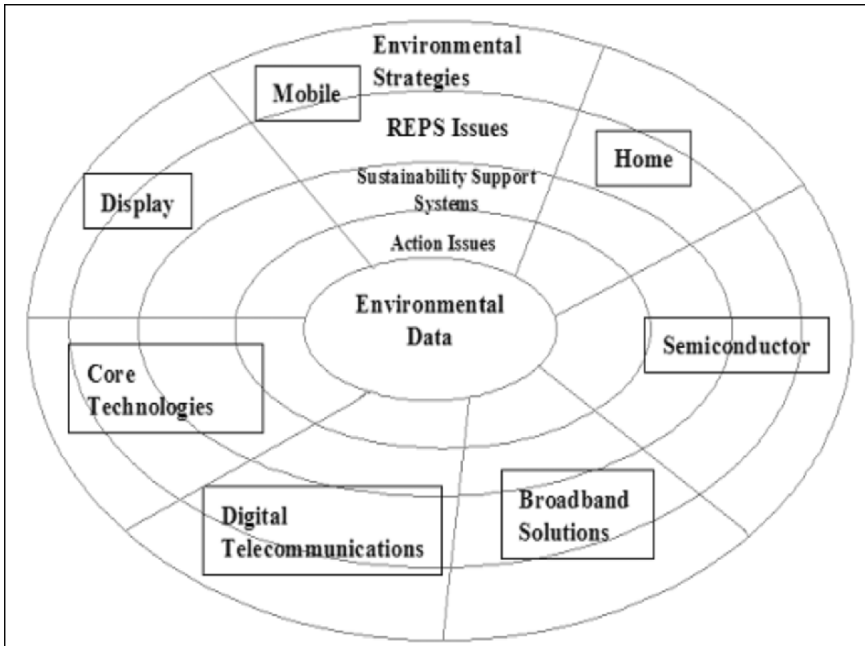 Environmental
Strategies
Mobile
REPS Issues
Home
Sustainability Support
Systems
Display
Action Issues
Environmental
Data
Semiconductor
Core
Technologies
Digital
Telecommunications
Broadband
Solutions